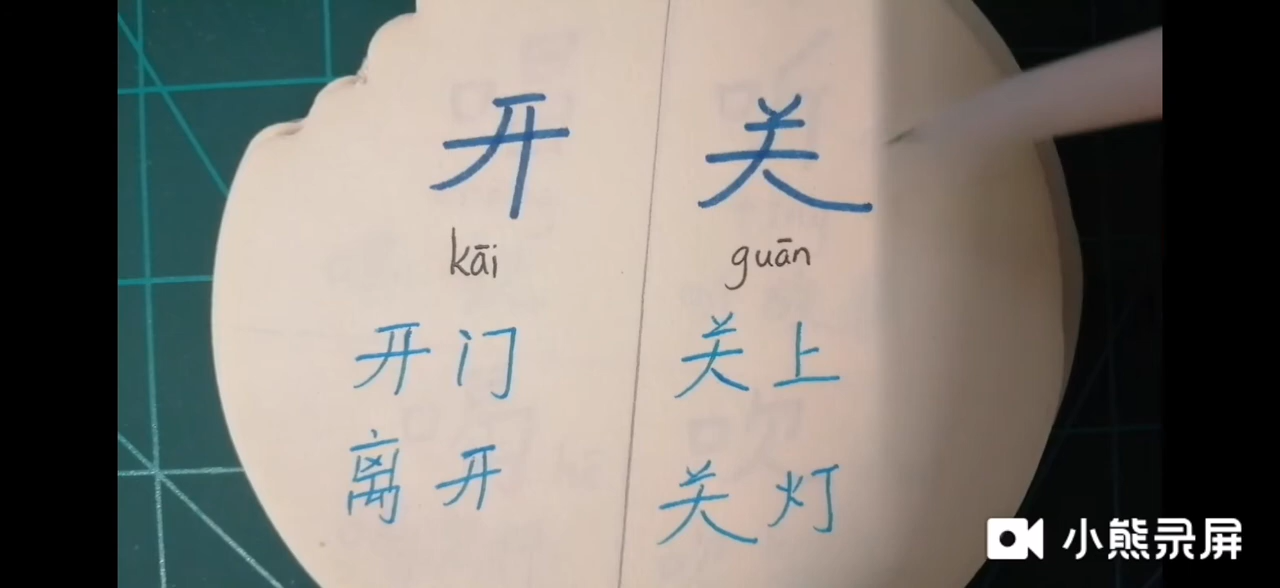 开 关
kāi guān
开门 关上
离开 关灯
小熊录屏